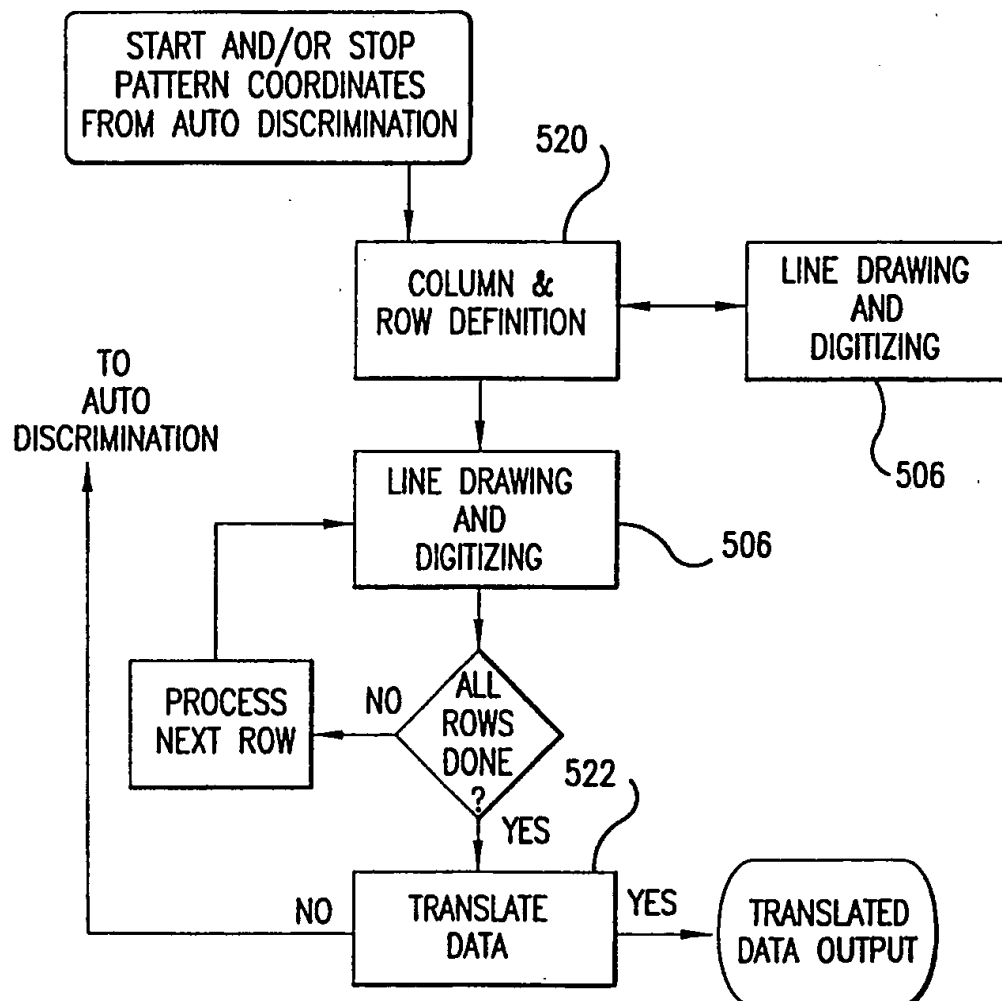 START AND/OR STOP
PATTERN COORDINATES
FROM AUTO DISCRIMINATION
520
COLUMN &
ROW DEFINITION
LINE DRAWING
AND
DIGITIZING
506
TO
AUTO
DISCRIMINATION
LINE DRAWING
AND
DIGITIZING
506
PROCESS
NEXT ROW
NO
ALL
ROWS
DONE
?
YES
522
NO
TRANSLATE
DATA
YES
TRANSLATED
DATA OUTPUT